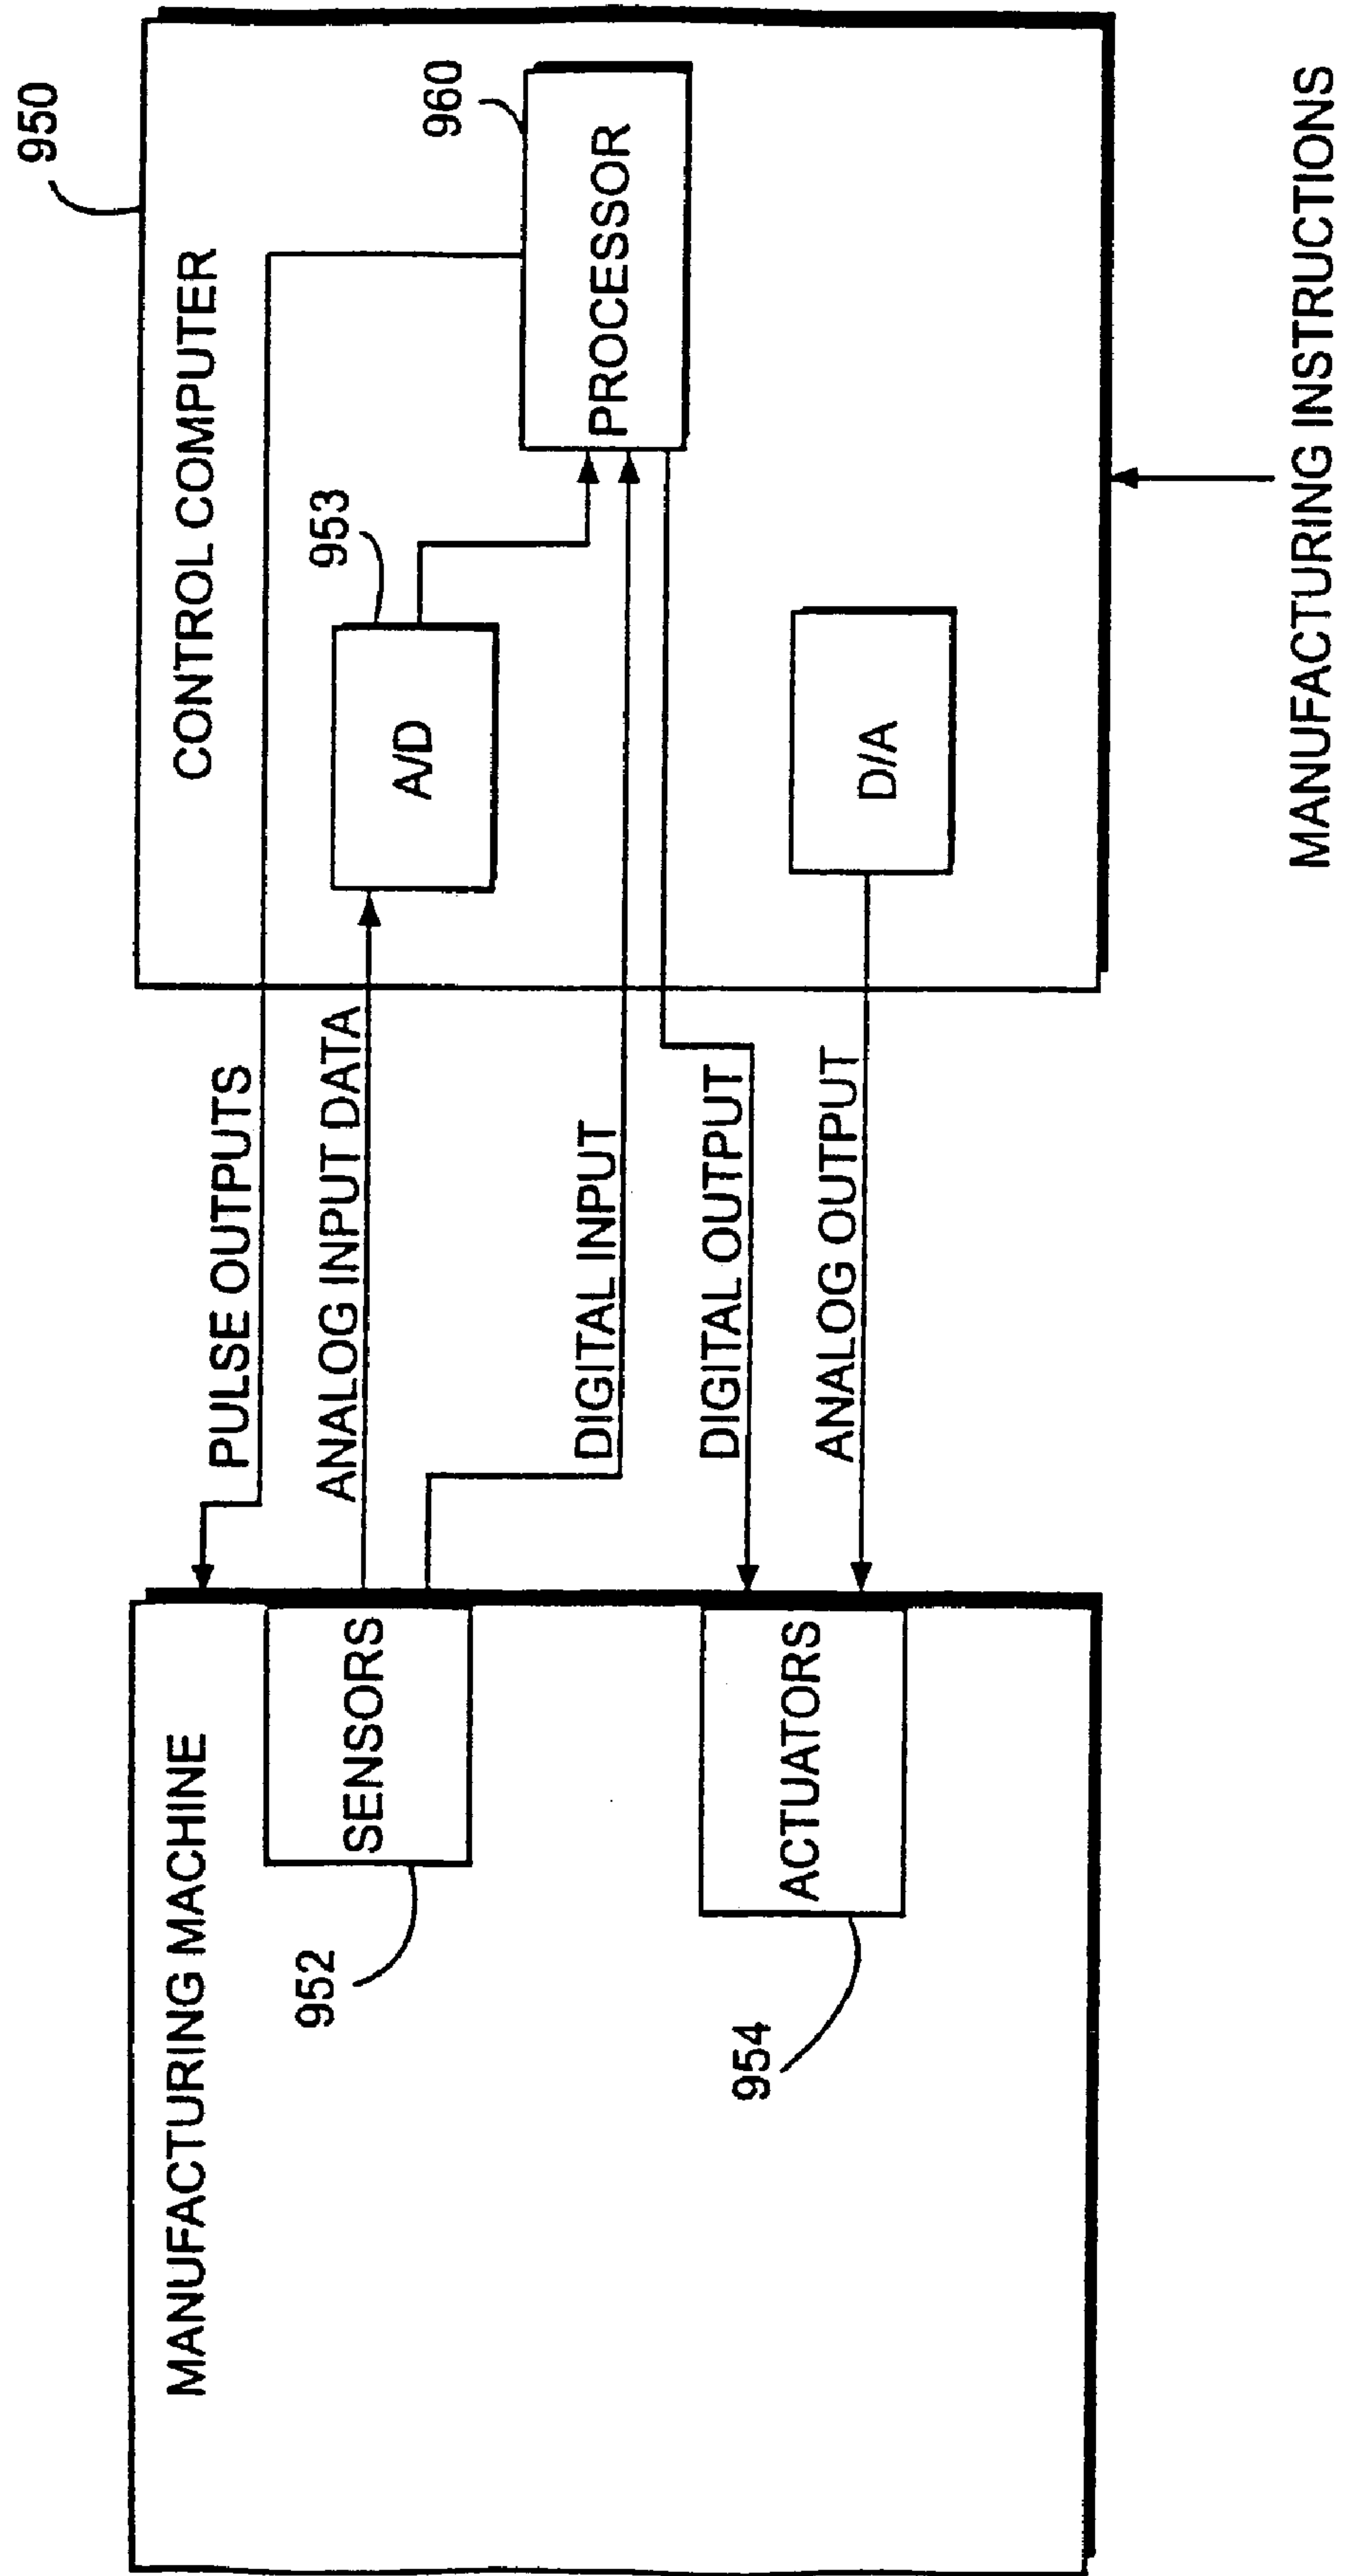 950
CONTROL COMPUTER
960
PROCESSOR
953
A/D
D/A
PULSE OUTPUTS
ANALOG INPUT DATA
DIGITAL INPUT
DIGITAL OUTPUT
ANALOG OUTPUT
MANUFACTURING MACHINE
SENSORS
952
ACTUATORS
954
MANUFACTURING INSTRUCTIONS